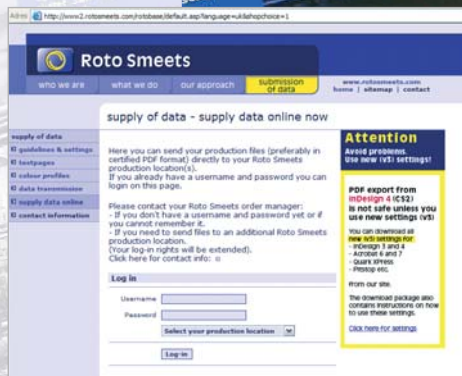 Adres http://www2.rotosmeets.com/rotobase/default.asp?language=uk&shopchoice=1
Roto Smeets
who we are
what we do
our approach
submission
of data
www.rotosmeets.com
home | sitemap | contact
supply of data - supply data online now
supply of data
guidelines & settings
testpages
colour profiles
data transmission
supply data online
contact information
Here you can send your production files (preferably in
certified PDF format) directly to your Roto Smeets
production location(s).
If you already have a username and password you can
login on this page.
Please contact your Roto Smeets order manager:
- If you don't have a username and password yet or if
you cannot remember it.
- If you need to send files to an additional Roto Smeets
production location.
(Your log-in rights will be extended).
Click here for contact info:
Log in
Username
Password
Select your production location
Log-in
Attention
Avoid problems.
Use new (v5) settings!
PDF export from
InDesign 4 (CS2)
is not safe unless you
use new settings (v5)
You can download all
new (v5) settings for
- InDesign 3 and 4
- Acrobat 6 and 7
- Quark XPress
- Pitstop etc.
From our site.
The download package also
contains instructions on how
to use these settings.
Click here for settings